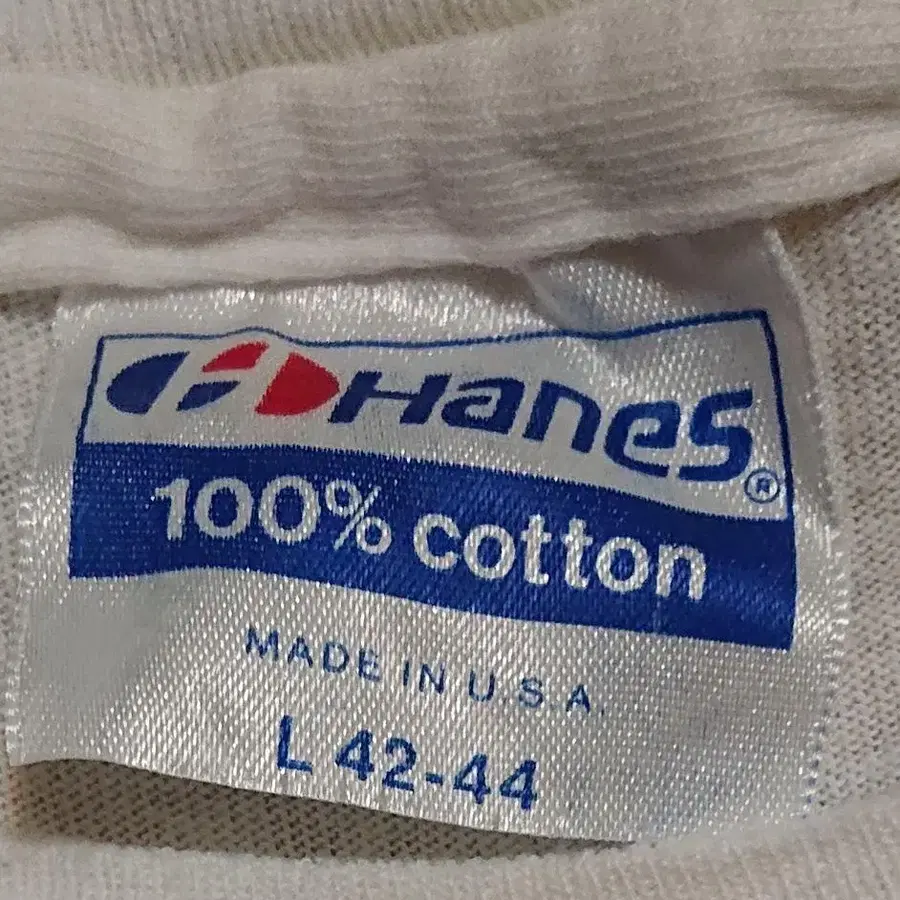 Hanes®
100% cotton
MADE IN U.S.A.
L 42-44